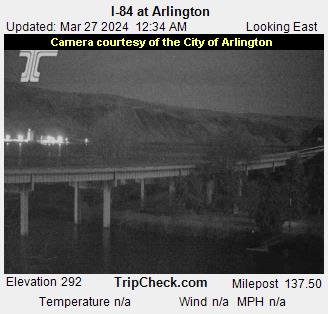 I-84 at Arlington
Updated: Mar 27 2024 12:34 AM Looking East
Camera courtesy of the City of Arlington
Elevation 292 TripCheck.com Milepost 137.50
Temperature n/a Wind n/a MPH n/a